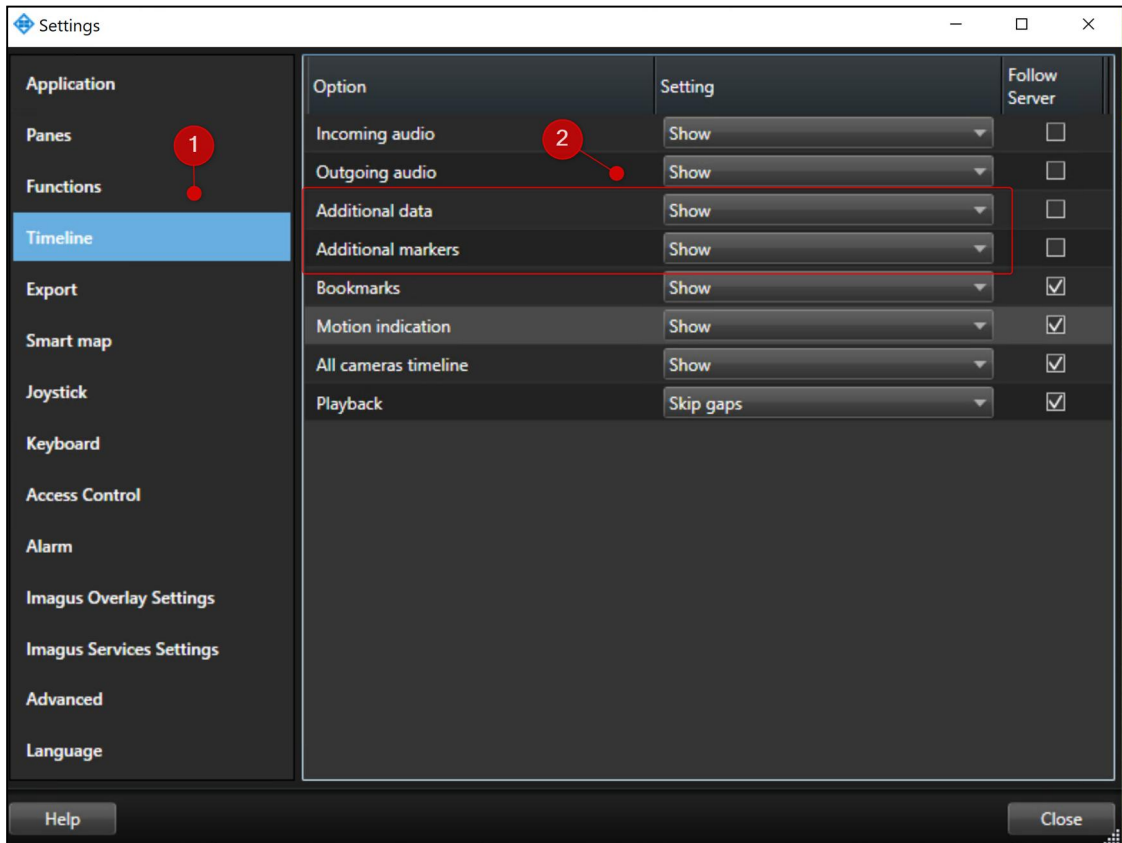 Settings
Application
Panes
1
Functions
Timeline
Export
Smart map
Joystick
Keyboard
Access Control
Alarm
Imagus Overlay Settings
Imagus Services Settings
Advanced
Language
Option Setting Follow
Server
Incoming audio 2 Show
Outgoing audio Show
Additional data Show
Additional markers Show
Bookmarks Show
Motion indication Show
All cameras timeline Show
Playback Skip gaps
Help Close